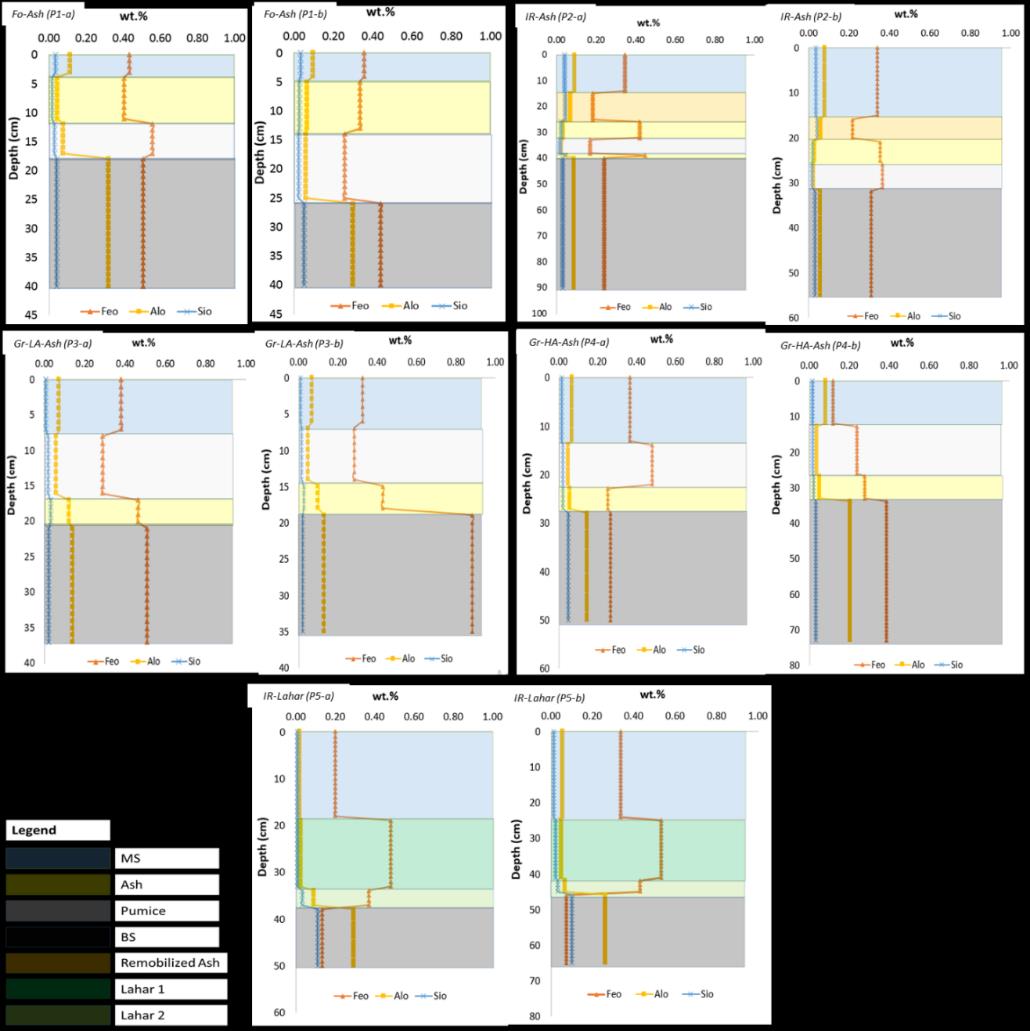 Fo-Ash (P1-a)
wt.%
0.00 0.20 0.40 0.60 0.80 1.00
0
5
10
15
20
25
30
35
40
45
Depth (cm)
Feo Alo Sio
Fo-Ash (P1-b)
wt.%
0.00 0.20 0.40 0.60 0.80 1.00
0
5
10
15
20
25
30
35
40
45
Depth (cm)
Feo Alo Sio
IR-Ash (P2-a)
wt.%
0.00 0.20 0.40 0.60 0.80 1.00
0
10
20
30
40
50
60
70
80
90
100
Depth (cm)
Feo Alo Sio
IR-Ash (P2-b)
wt.%
0.00 0.20 0.40 0.60 0.80 1.00
0
10
20
30
40
50
60
Depth (cm)
Feo Alo Sio
Gr-LA-Ash (P3-a)
wt.%
0.00 0.20 0.40 0.60 0.80 1.00
0
5
10
15
20
25
30
35
40
Depth (cm)
Feo Alo Sio
Gr-LA-Ash (P3-b)
wt.%
0.00 0.20 0.40 0.60 0.80 1.00
0
5
10
15
20
25
30
35
40
Depth (cm)
Feo Alo Sio
Gr-HA-Ash (P4-a)
wt.%
0.00 0.20 0.40 0.60 0.80 1.00
0
10
20
30
40
50
60
Depth (cm)
Feo Alo Sio
Gr-HA-Ash (P4-b)
wt.%
0.00 0.20 0.40 0.60 0.80 1.00
0
10
20
30
40
50
60
70
80
Depth (cm)
Feo Alo Sio
IR-Lahar (P5-a)
wt.%
0.00 0.20 0.40 0.60 0.80 1.00
0
10
20
30
40
50
60
Depth (cm)
Feo Alo Sio
IR-Lahar (P5-b)
wt.%
0.00 0.20 0.40 0.60 0.80 1.00
0
10
20
30
40
50
60
70
80
Depth (cm)
Feo Alo Sio
Legend
MS
Ash
Pumice
BS
Remobilized Ash
Lahar 1
Lahar 2